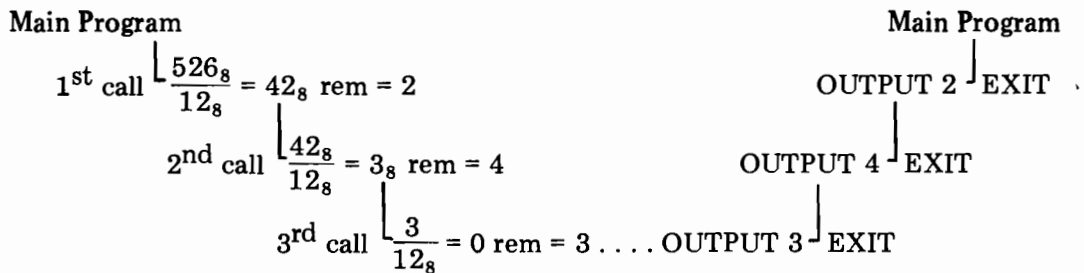 Main Program Main Program
1st call 526₈/12₈ = 42₈ rem = 2 OUTPUT 2 EXIT
2nd call 42₈/12₈ = 3₈ rem = 4 OUTPUT 4 EXIT
3rd call 3/12₈ = 0 rem = 3 .... OUTPUT 3 EXIT